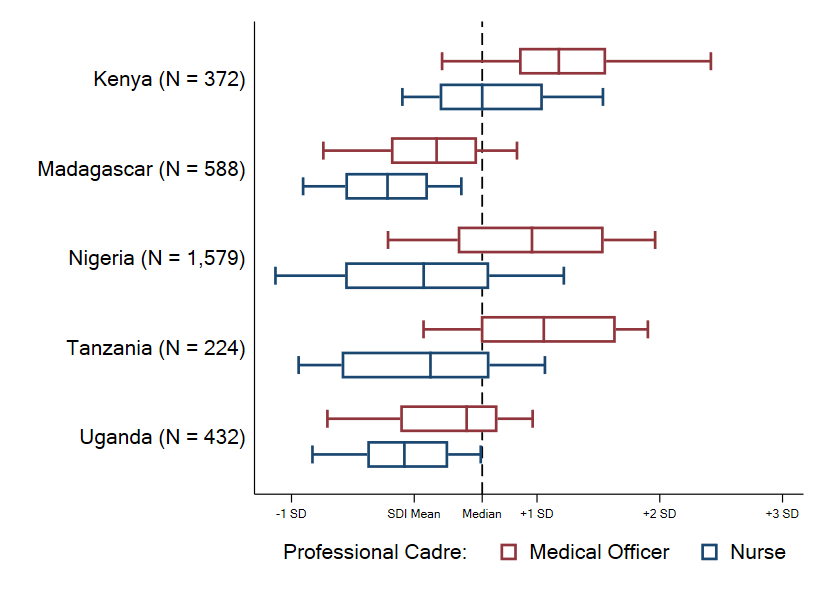 Kenya (N = 372)
Madagascar (N = 588)
Nigeria (N = 1,579)
Tanzania (N = 224)
Uganda (N = 432)
-1 SD SDI Mean Median +1 SD +2 SD +3 SD
Professional Cadre: Medical Officer Nurse